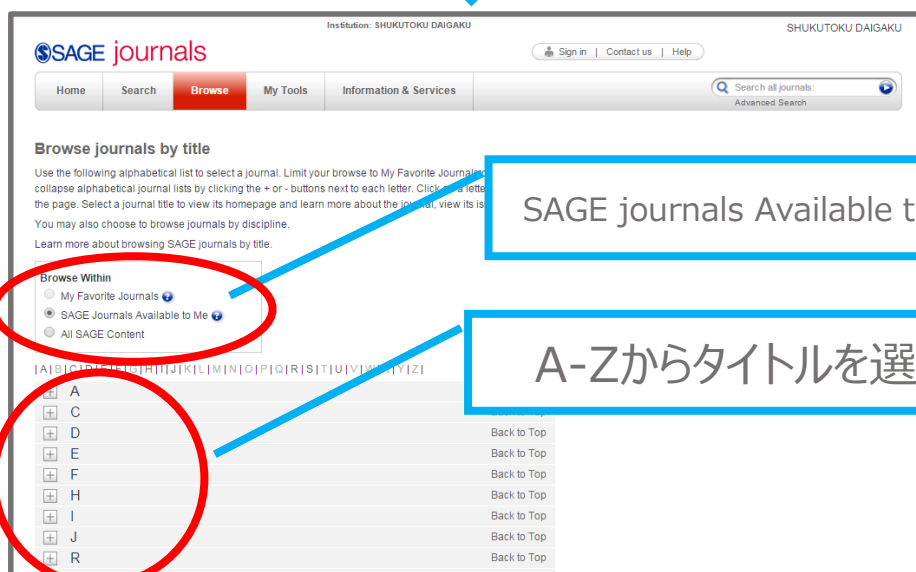 Institution: SHUKUTOKU DAIGAKU
SHUKUTOKU DAIGAKU
SAGE journals
Sign in | Contact us | Help
Home Search Browse My Tools Information & Services
Search all journals:
Advanced Search
Browse journals by title
Use the following alphabetical list to select a journal. Limit your browse to My Favorite Journals
collapse alphabetical journal lists by clicking the + or - buttons next to each letter. Click on a lette
the page. Select a journal title to view its homepage and learn more about the journal, view its is
You may also choose to browse journals by discipline.
Learn more about browsing SAGE journals by title.
SAGE journals Available t
Browse Within
My Favorite Journals
SAGE Journals Available to Me
All SAGE Content
A-Zからタイトルを選
|A|B|C|D|E|F|G|H|I|J|K|L|M|N|O|P|Q|R|S|T|U|V|W|X|Y|Z|
A
C
D Back to Top
E Back to Top
F Back to Top
H Back to Top
I Back to Top
J Back to Top
R Back to Top